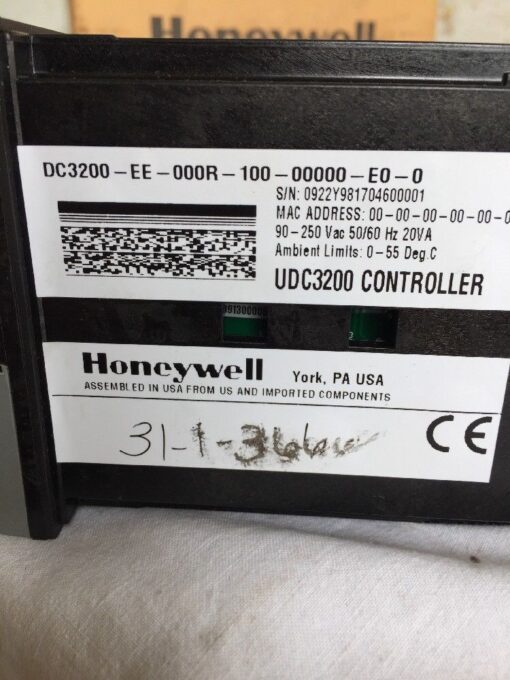 Honeywell
DC3200-EE-000R-100-00000-E0-0
S/N: 0922Y981704600001
MAC ADDRESS: 00-00-00-00-00-0
90-250 Vac 50/60 Hz 20VA
Ambient Limits: 0-55 Deg.C
UDC3200 CONTROLLER
Honeywell York, PA USA
ASSEMBLED IN USA FROM US AND IMPORTED COMPONENTS
CE